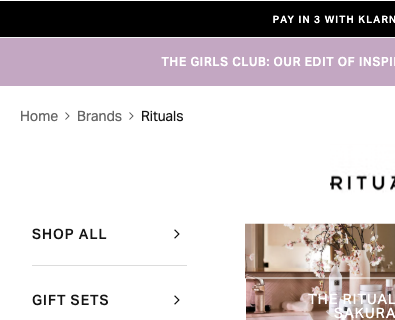 PAY IN 3 WITH KLARN
THE GIRLS CLUB: OUR EDIT OF INSPI
Home > Brands > Rituals
RITUA
SHOP ALL >
GIFT SETS >
THE RITUAL
SAKURA